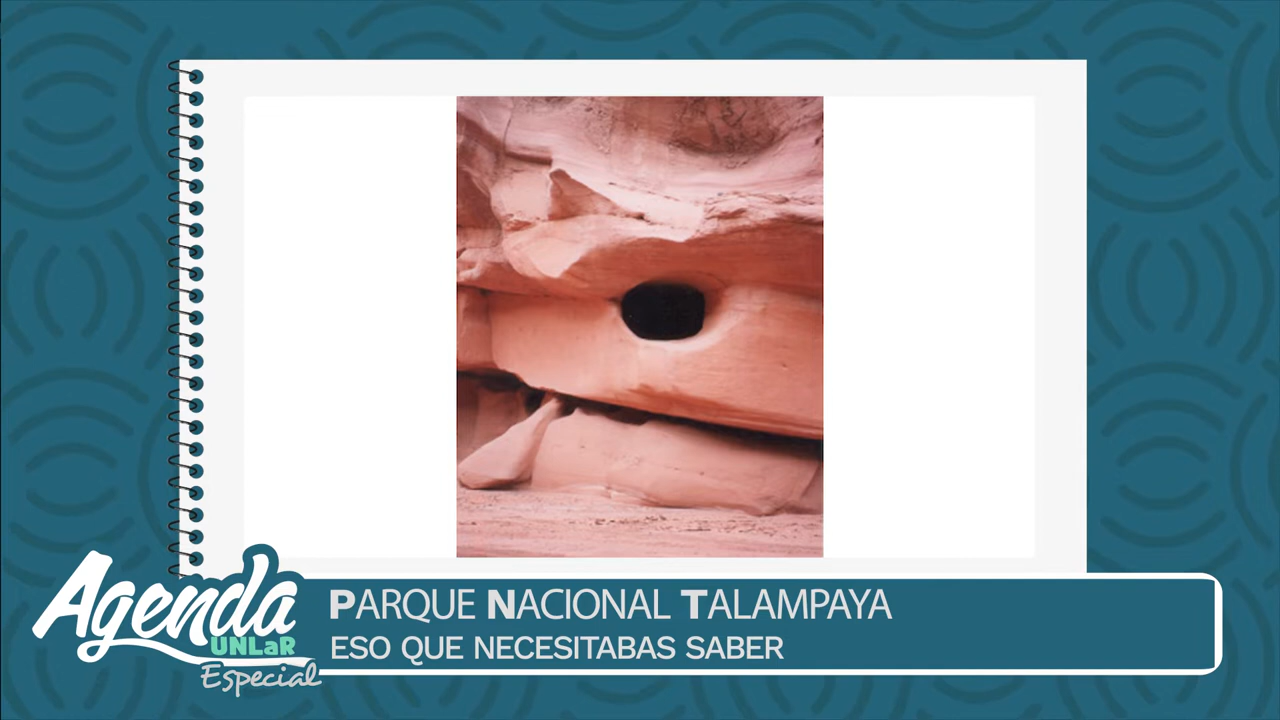 Agenda
UNLaR
Especial
PARQUE NACIONAL TALAMPAYA
ESO QUE NECESITABAS SABER